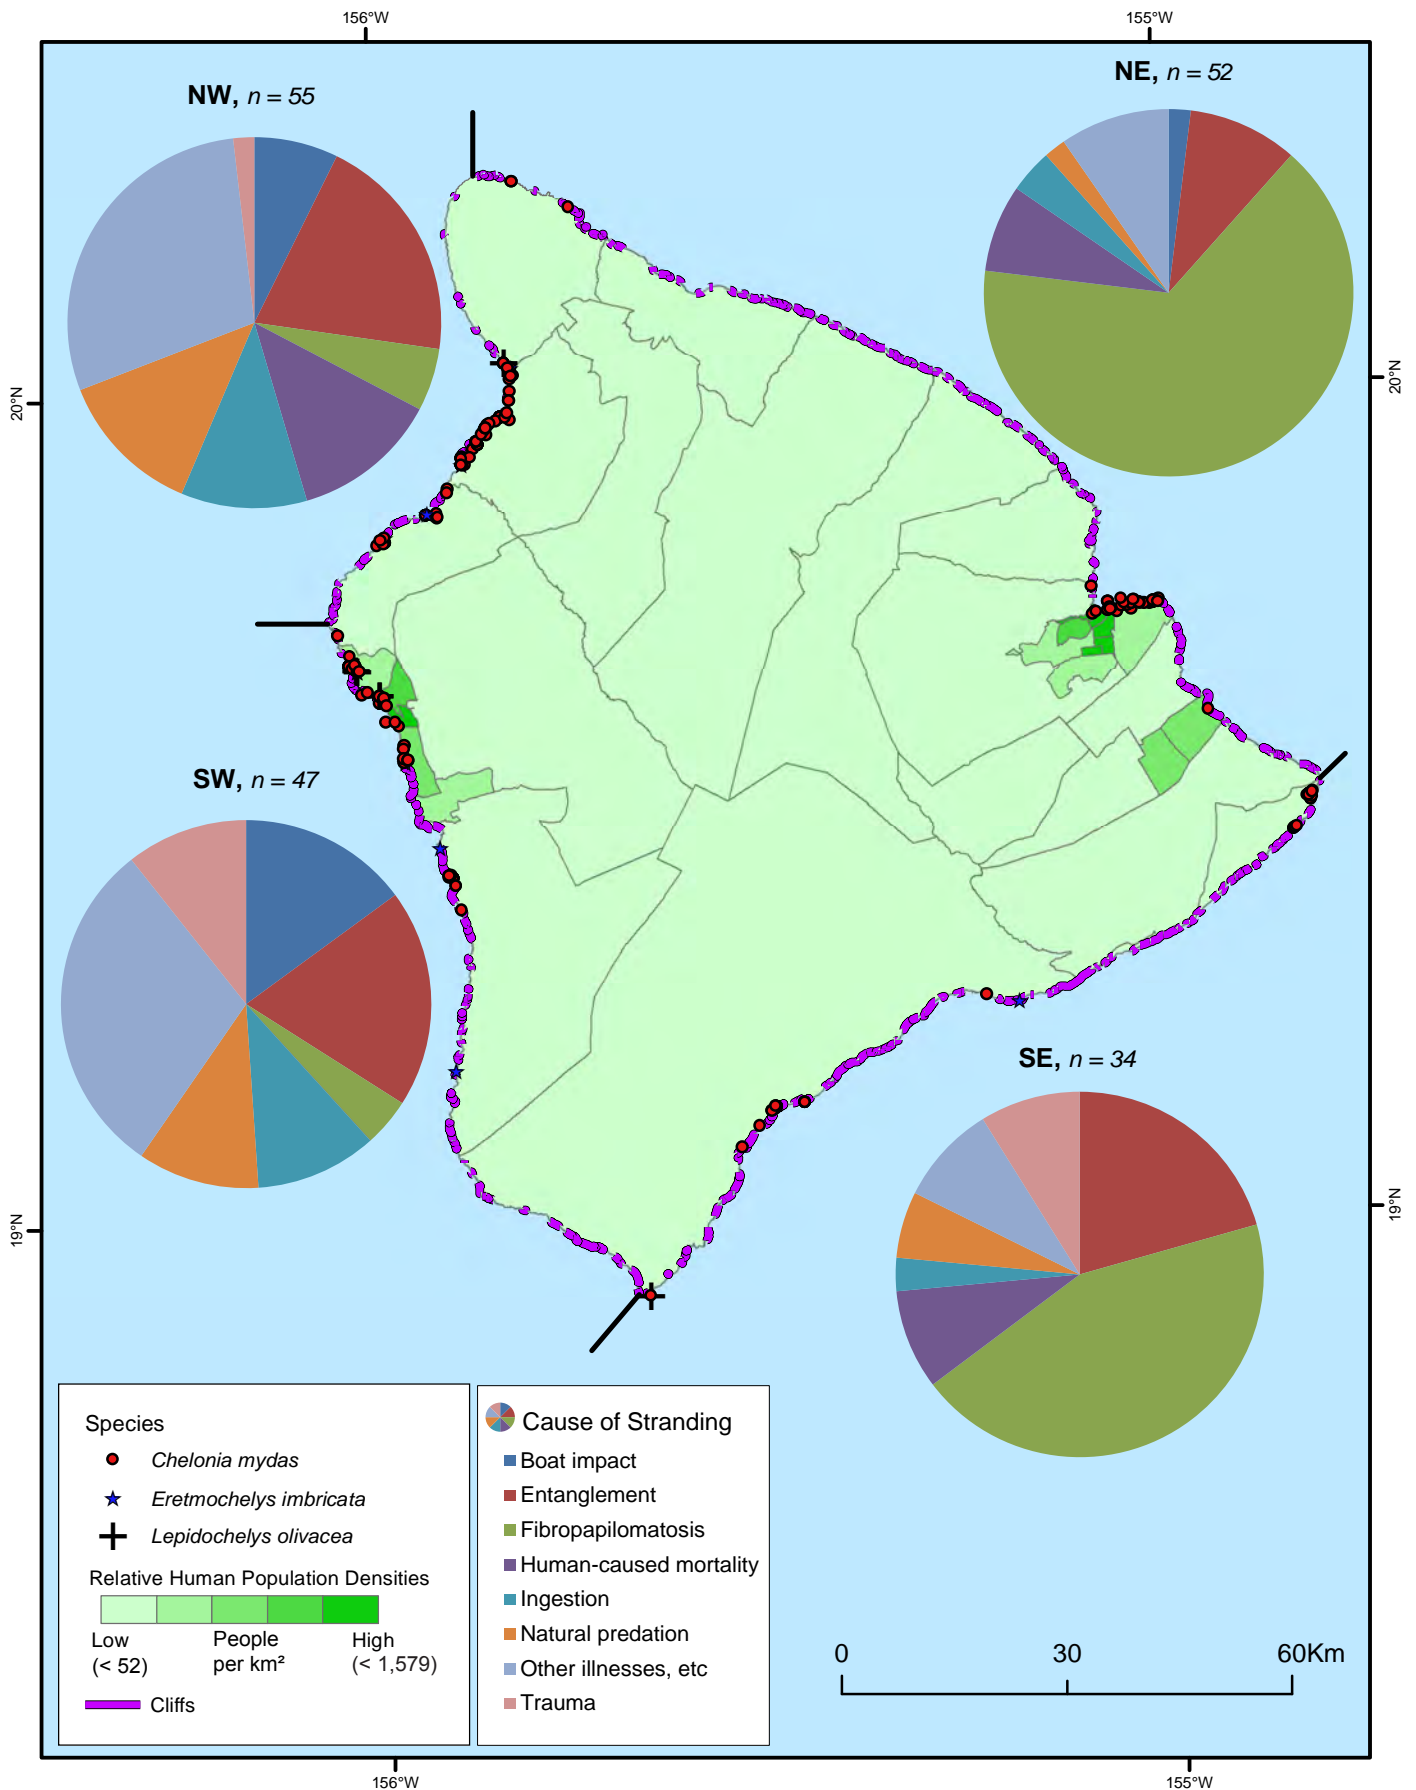 156°W
155°W
NW, n = 55
NE, n = 52
20°N
20°N
SW, n = 47
SE, n = 34
19°N
19°N
Species
Chelonia mydas
Eretmochelys imbricata
Lepidochelys olivacea
Relative Human Population Densities
Low
(< 52)
People
per km²
High
(< 1,579)
Cliffs
Cause of Stranding
Boat impact
Entanglement
Fibropapilomatosis
Human-caused mortality
Ingestion
Natural predation
Other illnesses, etc
Trauma
0 30 60Km
156°W
155°W